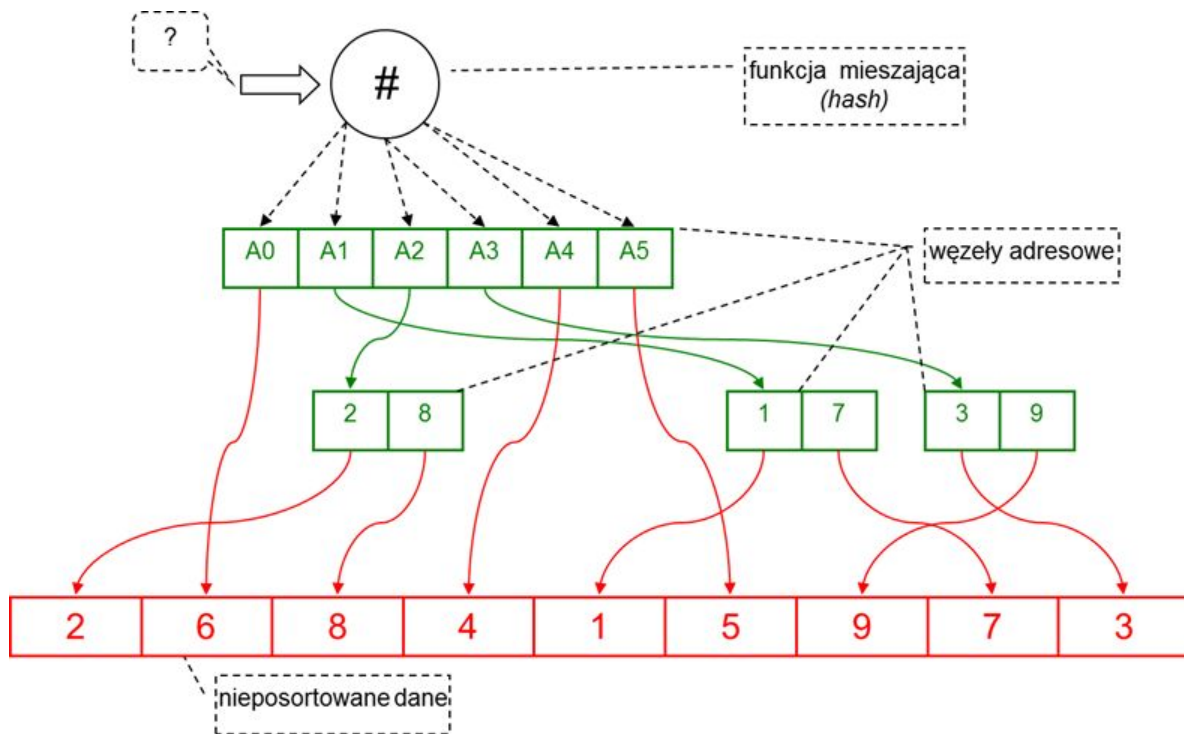 ?
#
funkcja mieszająca
(hash)
A0 A1 A2 A3 A4 A5
węzeły adresowe
2 8 1 7 3 9
2 6 8 4 1 5 9 7 3
nieposortowane dane